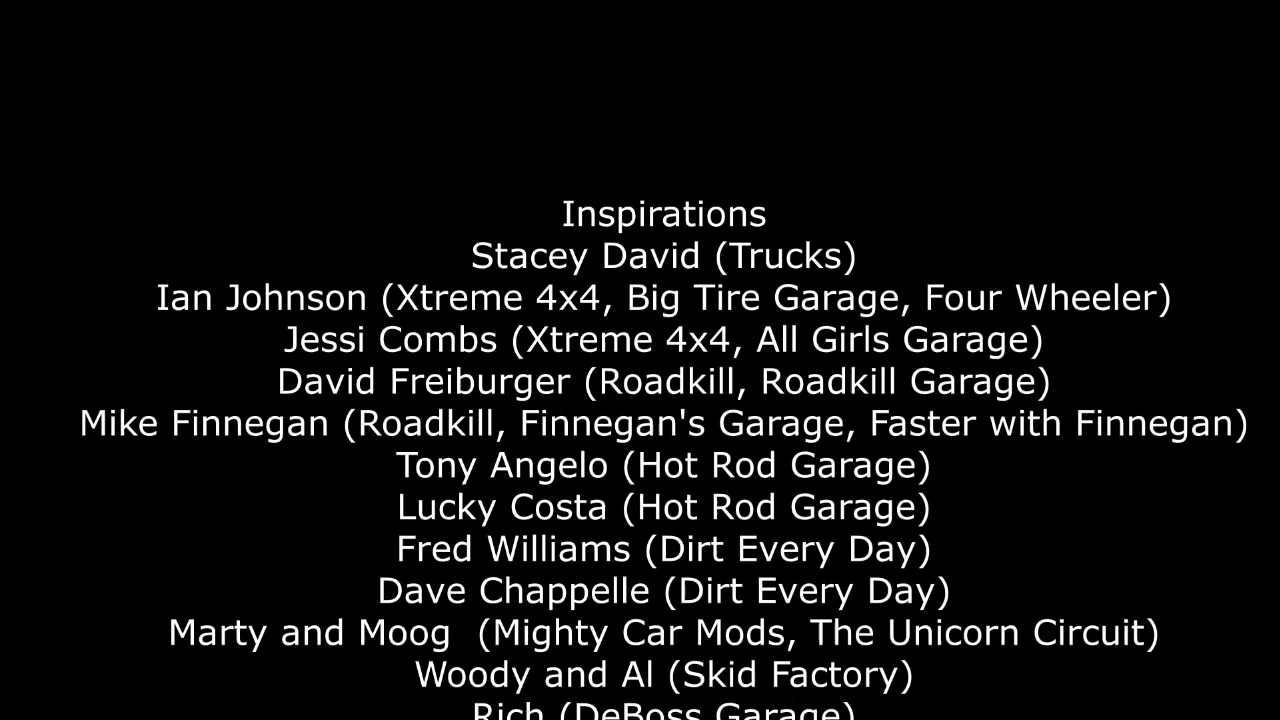 Inspirations
Stacey David (Trucks)
Ian Johnson (Xtreme 4x4, Big Tire Garage, Four Wheeler)
Jessi Combs (Xtreme 4x4, All Girls Garage)
David Freiburger (Roadkill, Roadkill Garage)
Mike Finnegan (Roadkill, Finnegan's Garage, Faster with Finnegan)
Tony Angelo (Hot Rod Garage)
Lucky Costa (Hot Rod Garage)
Fred Williams (Dirt Every Day)
Dave Chappelle (Dirt Every Day)
Marty and Moog  (Mighty Car Mods, The Unicorn Circuit)
Woody and Al (Skid Factory)
Rich (DeBoss Garage)